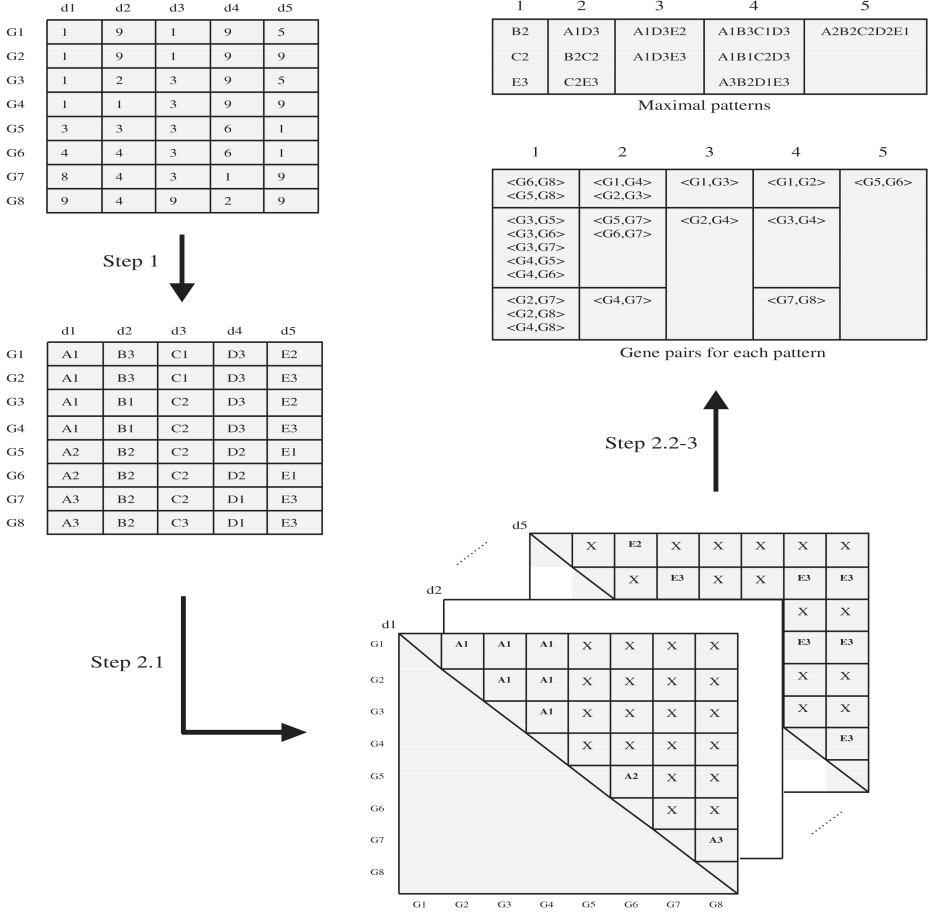 d1 d2 d3 d4 d5
G1 1 9 1 9 5
G2 1 9 1 9 9
G3 1 2 3 9 5
G4 1 1 3 9 9
G5 3 3 3 6 1
G6 4 4 3 6 1
G7 8 4 3 1 9
G8 9 4 9 2 9
Step 1
d1 d2 d3 d4 d5
G1 A1 B3 C1 D3 E2
G2 A1 B3 C1 D3 E3
G3 A1 B1 C2 D3 E2
G4 A1 B1 C2 D3 E3
G5 A2 B2 C2 D2 E1
G6 A2 B2 C2 D2 E1
G7 A3 B2 C2 D1 E3
G8 A3 B2 C3 D1 E3
Step 2.1
1 2 3 4 5
B2 A1D3 A1D3E2 A1B3C1D3 A2B2C2D2E1
C2 B2C2 A1D3E3 A1B1C2D3
E3 C2E3 A3B2D1E3
Maximal patterns
1 2 3 4 5
<G6,G8> <G1,G4> <G1,G3> <G1,G2> <G5,G6>
<G5,G8> <G2,G3>
<G3,G5> <G5,G7> <G2,G4> <G3,G4>
<G3,G6> <G6,G7>
<G3,G7>
<G4,G5>
<G4,G6>
<G2,G7> <G4,G7> <G7,G8>
<G2,G8>
<G4,G8>
Gene pairs for each pattern
Step 2.2-3
d5
X E2 X X X X X
X E3 X X E3 E3
X X
E3 E3
X X
X X
E3
d2
d1
G1 A1 A1 A1 X X X X
G2 A1 A1 X X X X
G3 A1 X X X X
G4 X X X X
G5 A2 X X
G6 X X
G7 A3
G8
G1 G2 G3 G4 G5 G6 G7 G8